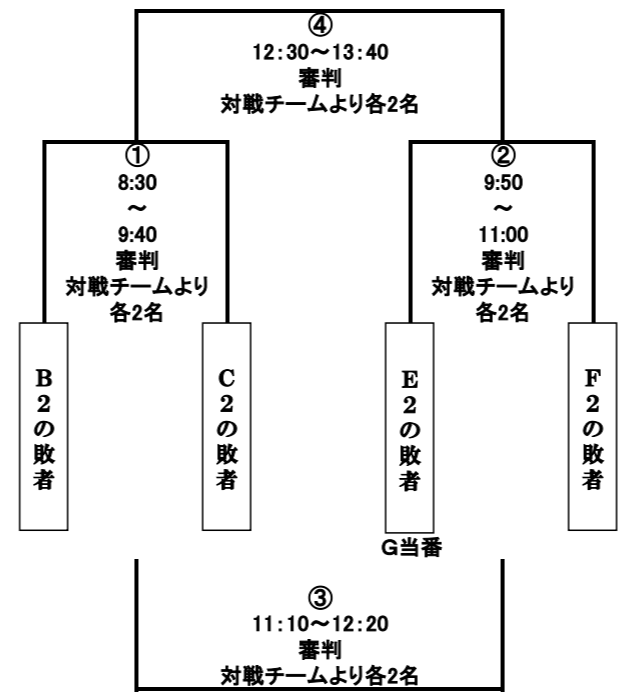 ④
12:30～13:40
審判
対戦チームより各2名
①
8:30
～
9:40
審判
対戦チームより
各2名
②
9:50
～
11:00
審判
対戦チームより
各2名
B2の敗者
C2の敗者
E2の敗者
F2の敗者
G当番
③
11:10～12:20
審判
対戦チームより各2名